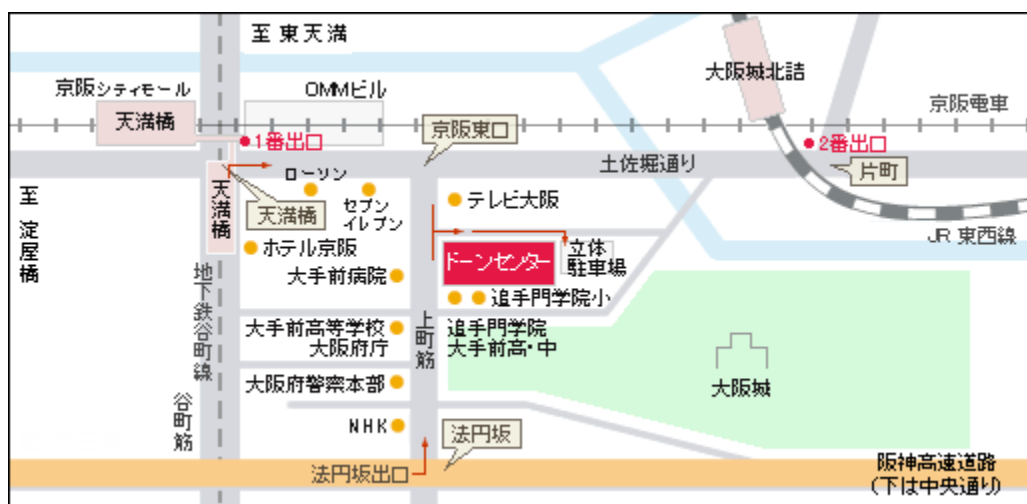 至 東天満
大阪城北詰
京阪シティモール
OMMビル
天満橋
京阪電車
1番出口
京阪東口
2番出口
土佐堀通り
片町
ローソン
天満橋
至
淀屋橋
天満橋
セブン
イレブン
テレビ大阪
ホテル京阪
JR 東西線
ドーンセンター
立体
駐車場
大手前病院
追手門学院小
地下鉄谷町線
上町筋
大手前高等学校
大阪府庁
追手門学院
大手前高・中
大阪城
大阪府警察本部
谷町筋
NHK
法円坂
法円坂出口
阪神高速道路
(下は中央通り)